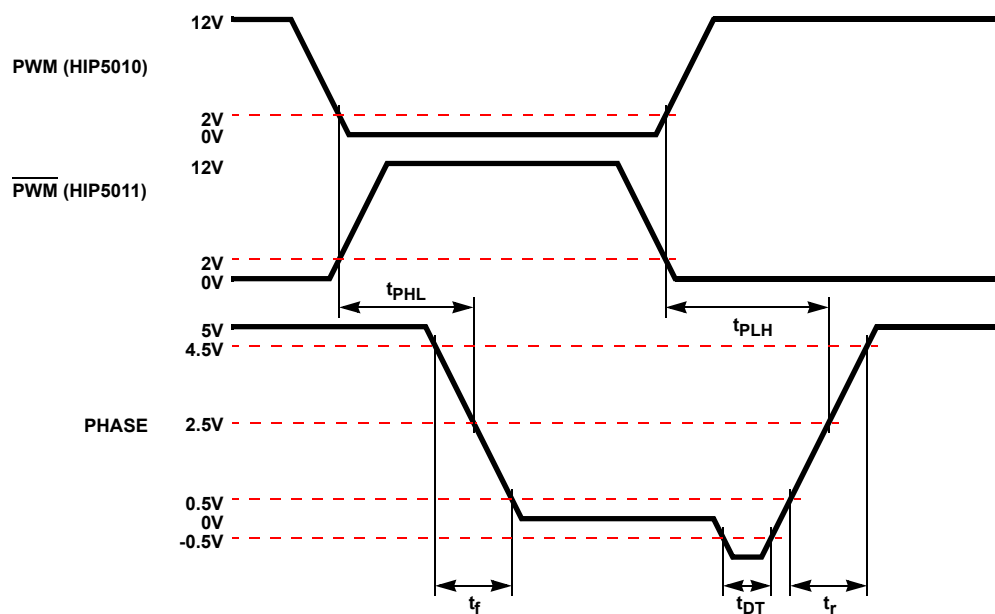 12V
PWM (HIP5010)
2V
0V
12V
PWM (HIP5011)
2V
0V
tPHL
tPLH
5V
4.5V
PHASE
2.5V
0.5V
0V
-0.5V
tf
tDT
tr